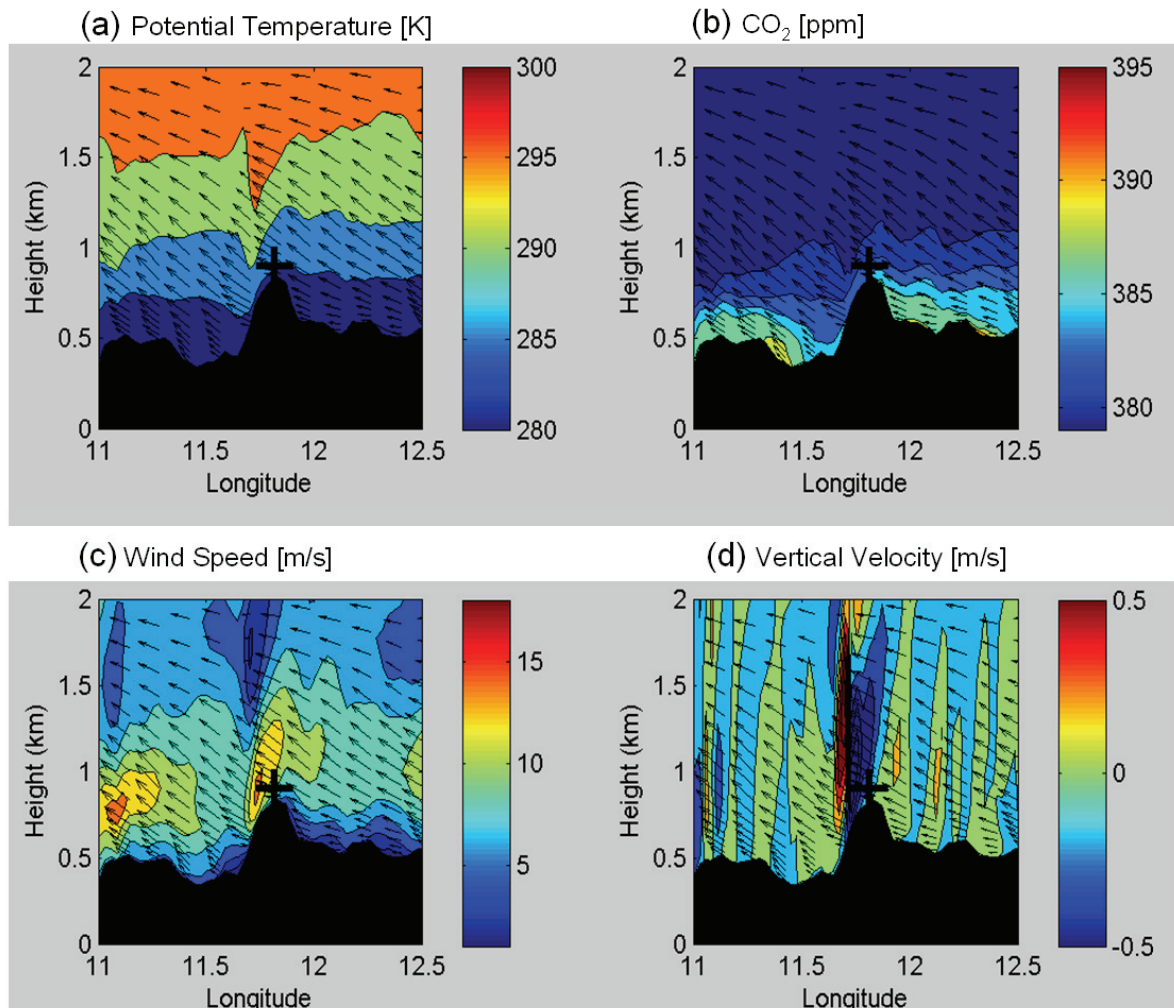 (a) Potential Temperature [K]
2
1.5
1
0.5
0
Height (km)
11 11.5 12 12.5
Longitude
300
295
290
285
280
(b) CO2 [ppm]
2
1.5
1
0.5
0
Height (km)
11 11.5 12 12.5
Longitude
395
390
385
380
(c) Wind Speed [m/s]
2
1.5
1
0.5
0
Height (km)
11 11.5 12 12.5
Longitude
15
10
5
(d) Vertical Velocity [m/s]
2
1.5
1
0.5
0
Height (km)
11 11.5 12 12.5
Longitude
0.5
0
-0.5